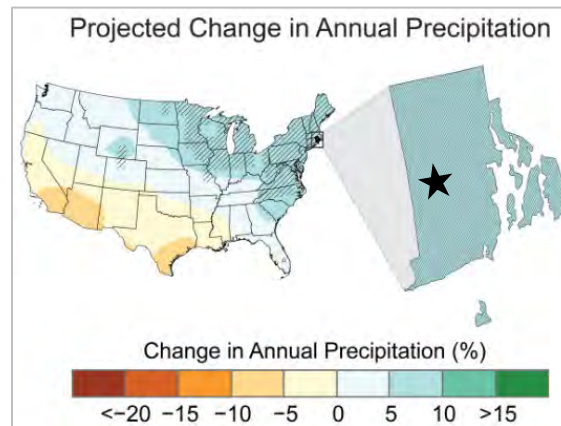 Projected Change in Annual Precipitation
Change in Annual Precipitation (%)
<−20 −15 −10 −5 0 5 10 >15